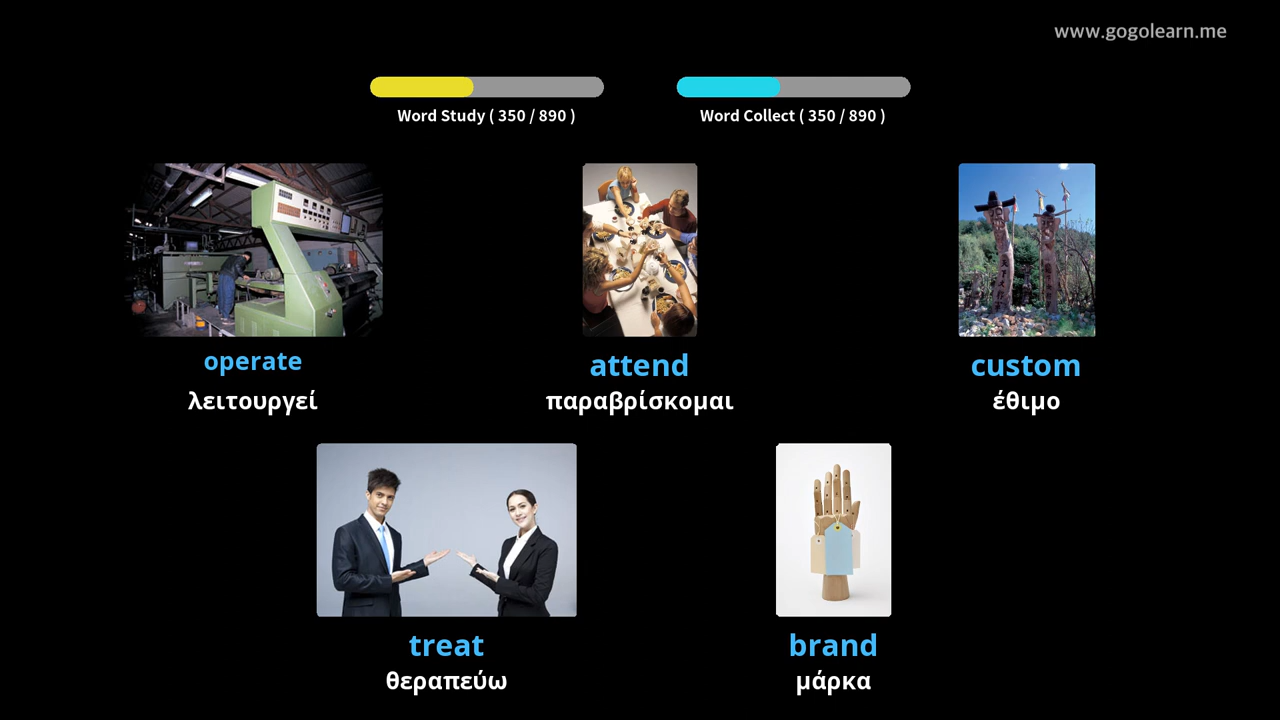 www.gogolearn.me
Word Study ( 350 / 890 )
Word Collect ( 350 / 890 )
operate
λειτουργεί
attend
παραβρίσκομαι
custom
έθιμο
treat
θεραπεύω
brand
μάρκα